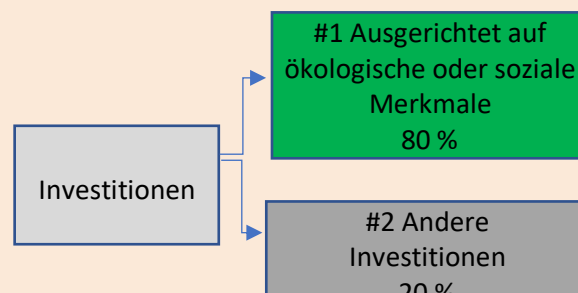 #1 Ausgerichtet auf
ökologische oder soziale
Merkmale
80 %
Investitionen
#2 Andere
Investitionen
20 %